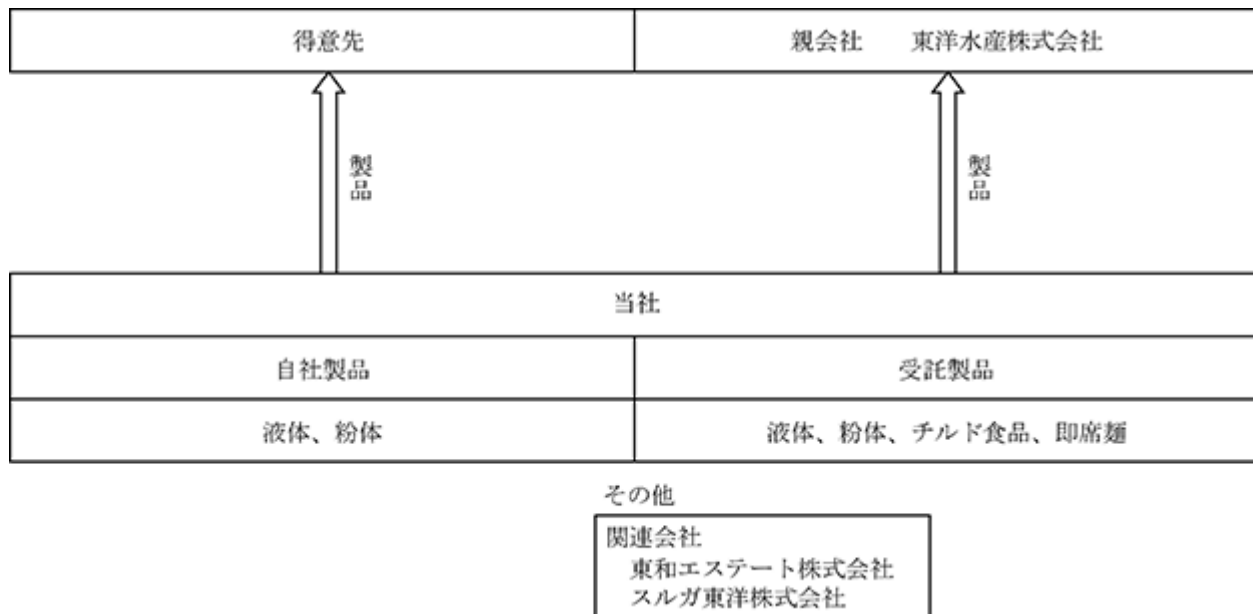 得意先
親会社　　東洋水産株式会社
製品
製品
当社
自社製品
受託製品
液体、粉体
液体、粉体、チルド食品、即席麺
その他
関連会社
東和エステート株式会社
スルガ東洋株式会社